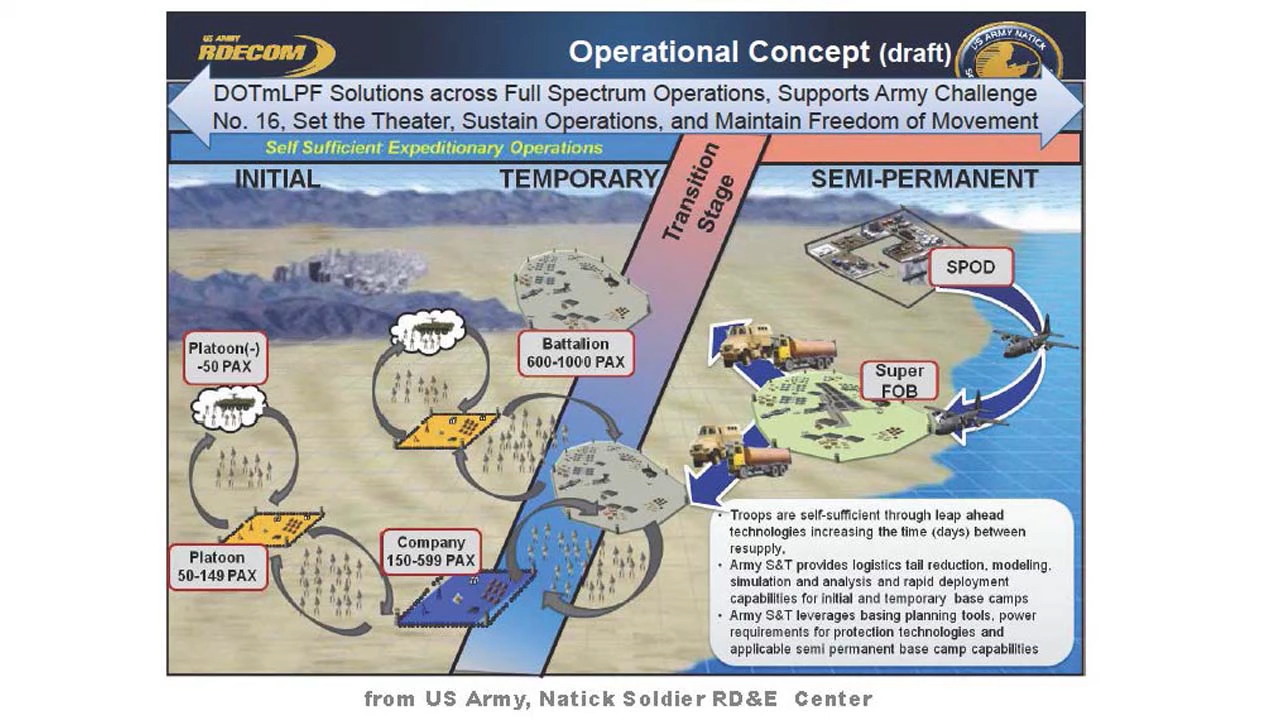 US ARMY
RDECOM
Operational Concept (draft)
US ARMY NATICK
DOTmLPF Solutions across Full Spectrum Operations, Supports Army Challenge
No. 16, Set the Theater, Sustain Operations, and Maintain Freedom of Movement
Self Sufficient Expeditionary Operations
INITIAL
TEMPORARY
Transition
Stage
SEMI-PERMANENT
SPOD
Platoon(-)
-50 PAX
Battalion
600-1000 PAX
Super
FOB
Platoon
50-149 PAX
Company
150-599 PAX
• Troops are self-sufficient through leap ahead
technologies increasing the time (days) between
resupply,
• Army S&T provides logistics tail reduction, modeling,
simulation and analysis and rapid deployment
capabilities for initial and temporary base camps
• Army S&T leverages basing planning tools, power
requirements for protection technologies and
applicable semi permanent base camp capabilities
from US Army, Natick Soldier RD&E Center